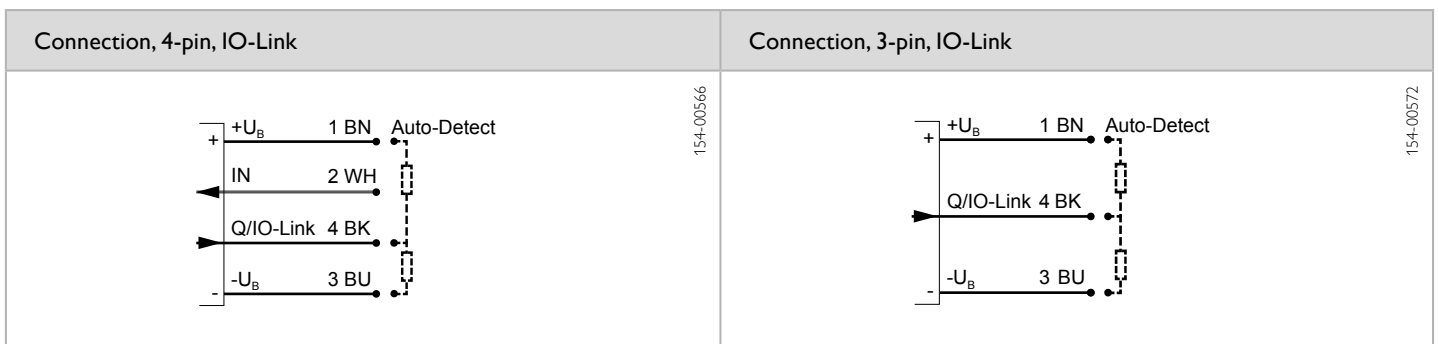 Connection, 4-pin, IO-Link
+UB 1 BN Auto-Detect
+
IN 2 WH
Q/IO-Link 4 BK
-UB 3 BU
-
154-00566
Connection, 3-pin, IO-Link
+UB 1 BN Auto-Detect
+
Q/IO-Link 4 BK
-UB 3 BU
-
154-00572